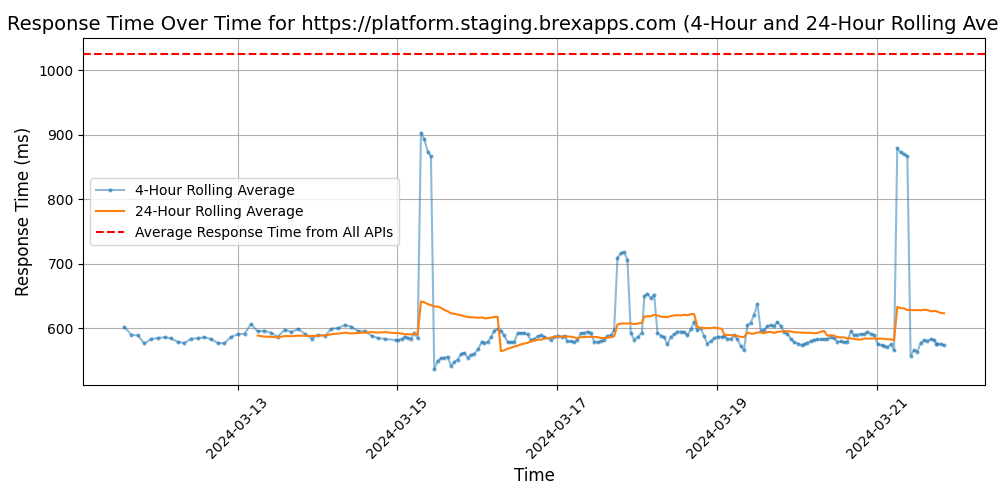 Response Time Over Time for https://platform.staging.brexapps.com (4-Hour and 24-Hour Rolling Ave
Response Time (ms)
1000
900
800
700
600
4-Hour Rolling Average
24-Hour Rolling Average
Average Response Time from All APIs
2024-03-13
2024-03-15
2024-03-17
2024-03-19
2024-03-21
Time